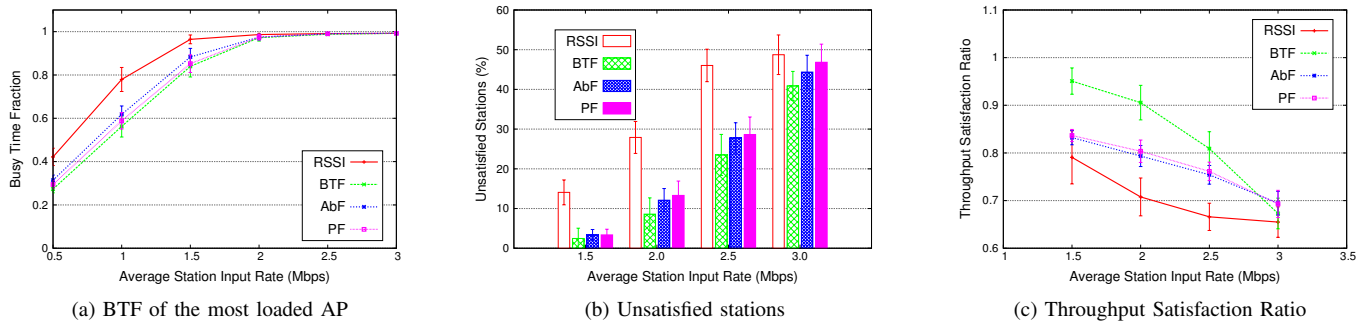 1
0.8
0.6
0.4
0.2
0
0.5
1
1.5
2
2.5
3
Busy Time Fraction
Average Station Input Rate (Mbps)
RSSI
BTF
AbF
PF
(a) BTF of the most loaded AP
60
50
40
30
20
10
0
1.5
2.0
2.5
3.0
Unsatisfied Stations (%)
Average Station Input Rate (Mbps)
RSSI
BTF
AbF
PF
(b) Unsatisfied stations
1.1
1
0.9
0.8
0.7
0.6
1
1.5
2
2.5
3
3.5
Throughput Satisfaction Ratio
Average Station Input Rate (Mbps)
RSSI
BTF
AbF
PF
(c) Throughput Satisfaction Ratio